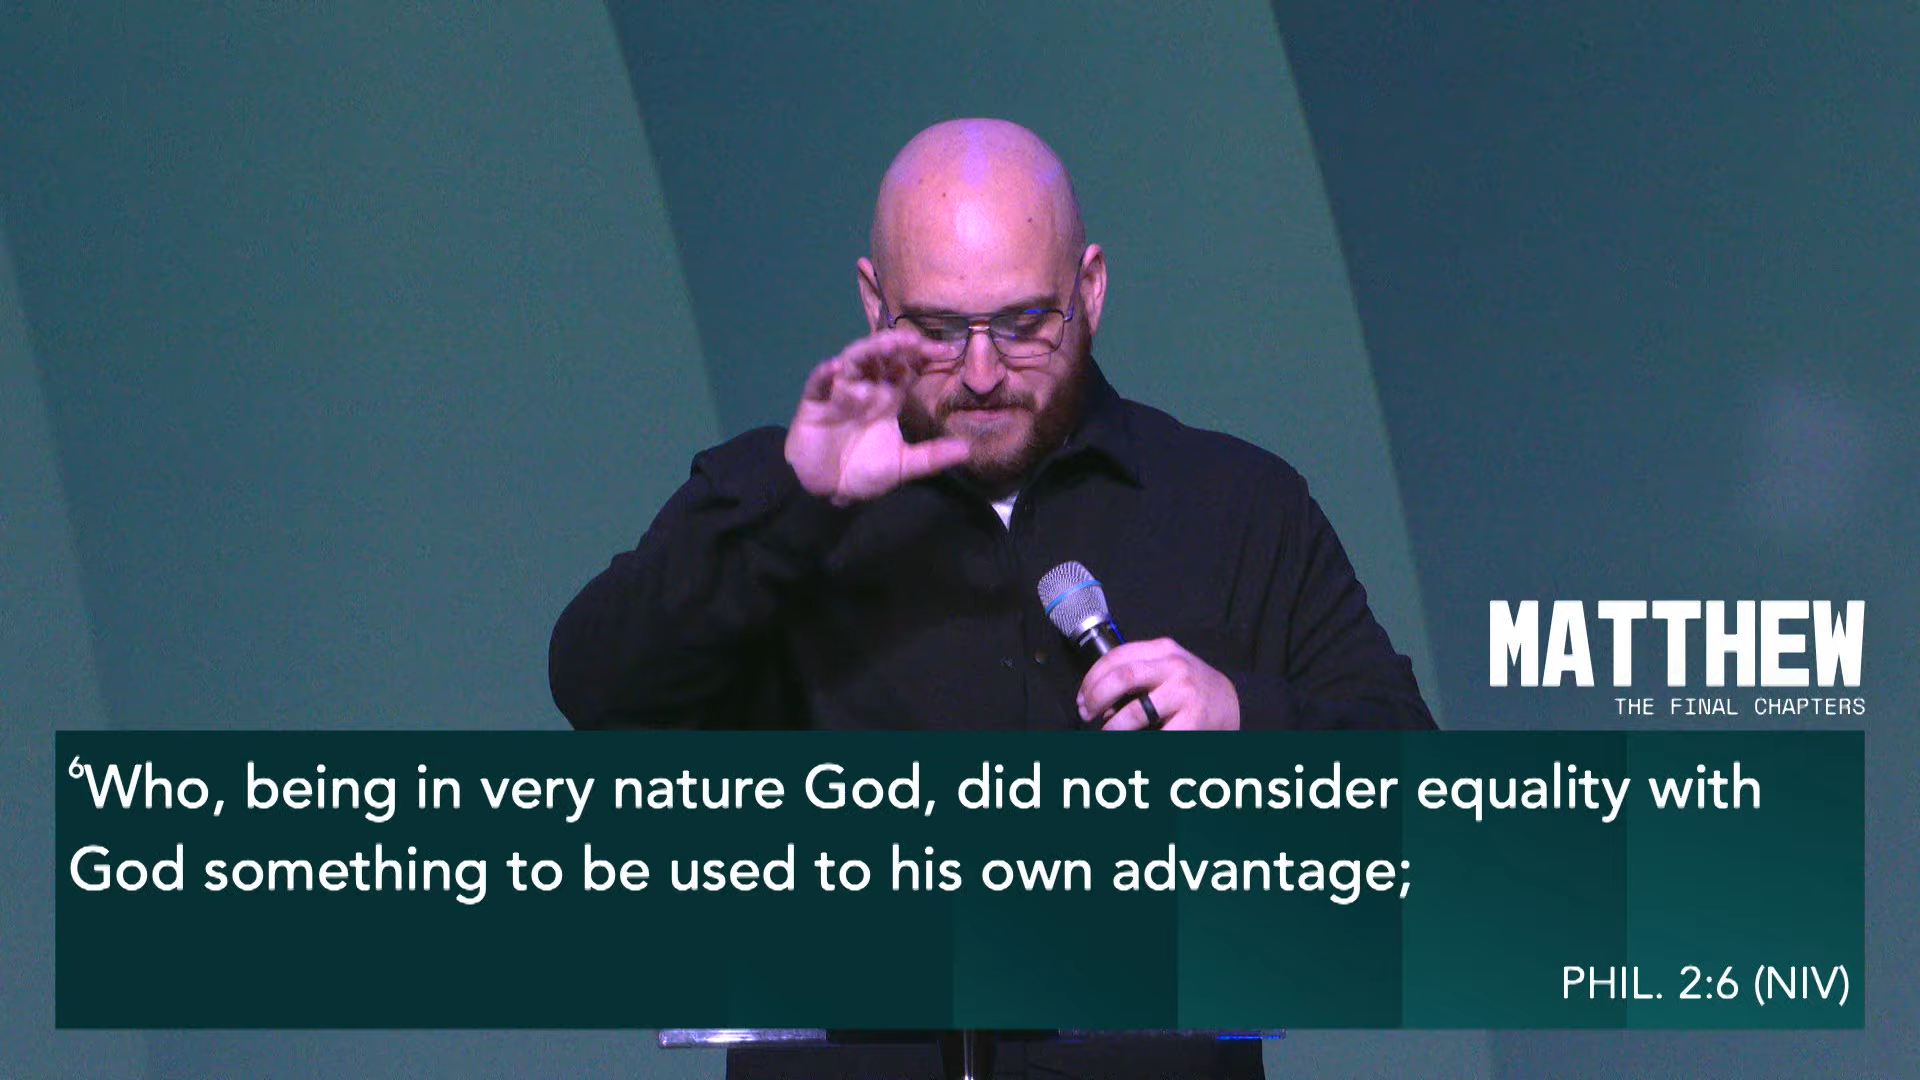 MATTHEW
THE FINAL CHAPTERS
⁶Who, being in very nature God, did not consider equality with
God something to be used to his own advantage;
PHIL. 2:6 (NIV)